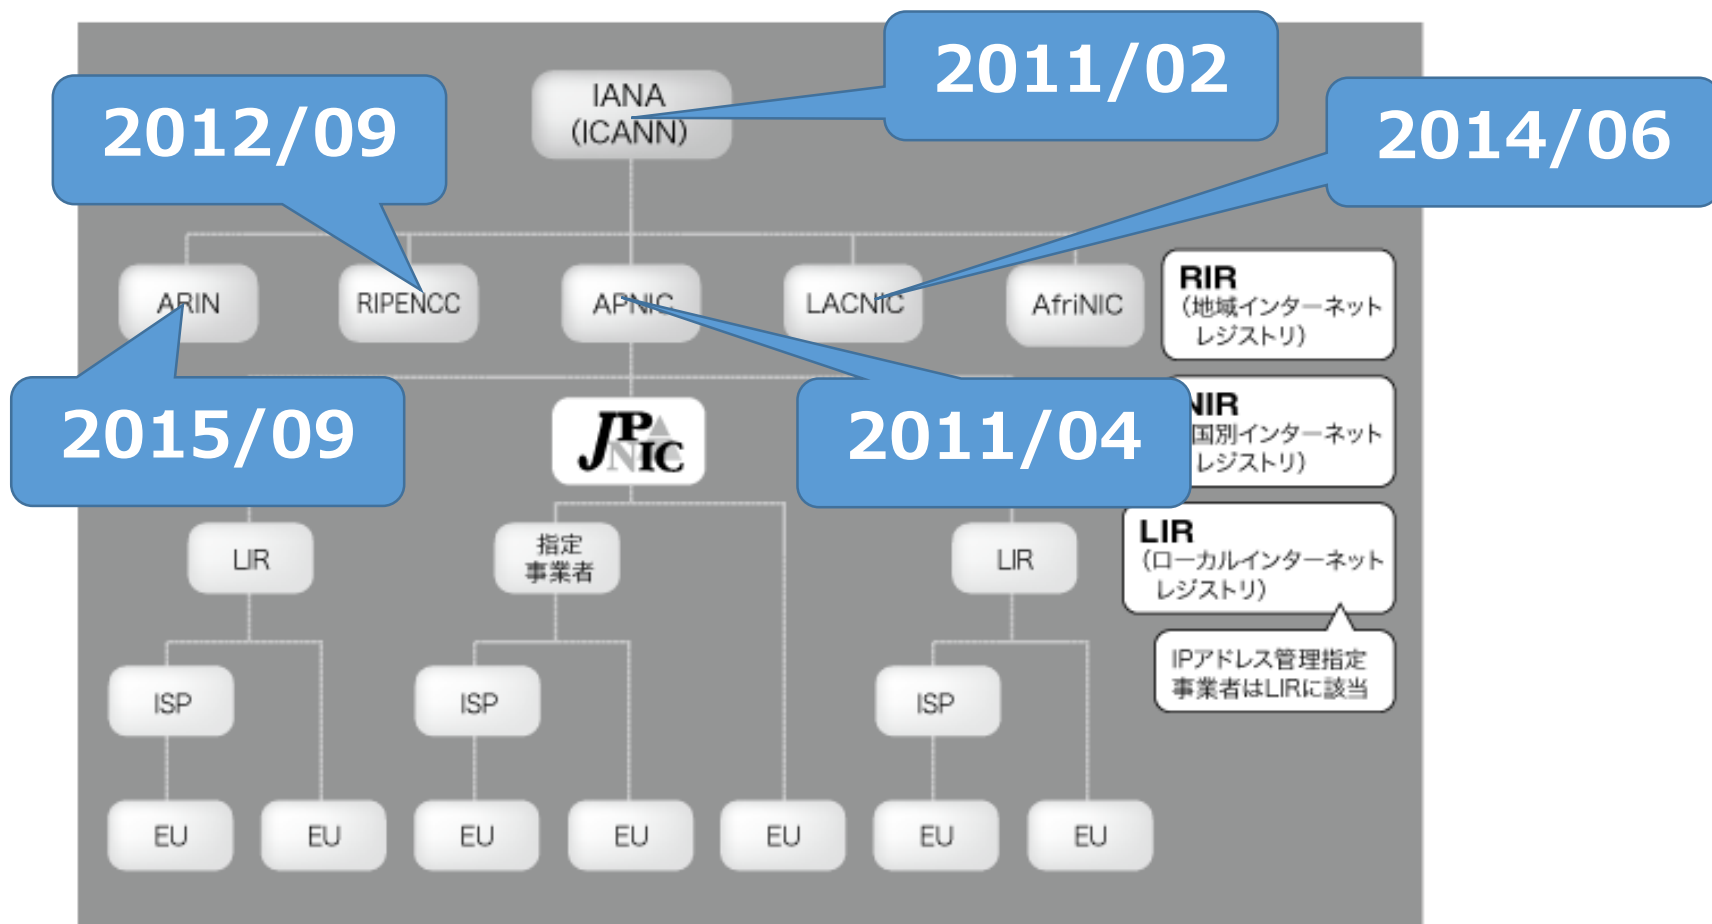 2011/02
IANA
(ICANN)
2012/09
2014/06
ARIN
RIPENCC
APNIC
LACNIC
AfriNIC
RIR
(地域インターネット
レジストリ)
2015/09
JPNIC
2011/04
NIR
国別インターネット
レジストリ)
LIR
指定
事業者
LIR
LIR
(ローカルインターネット
レジストリ)
IPアドレス管理指定
事業者はLIRに該当
ISP
ISP
ISP
EU
EU
EU
EU
EU
EU
EU